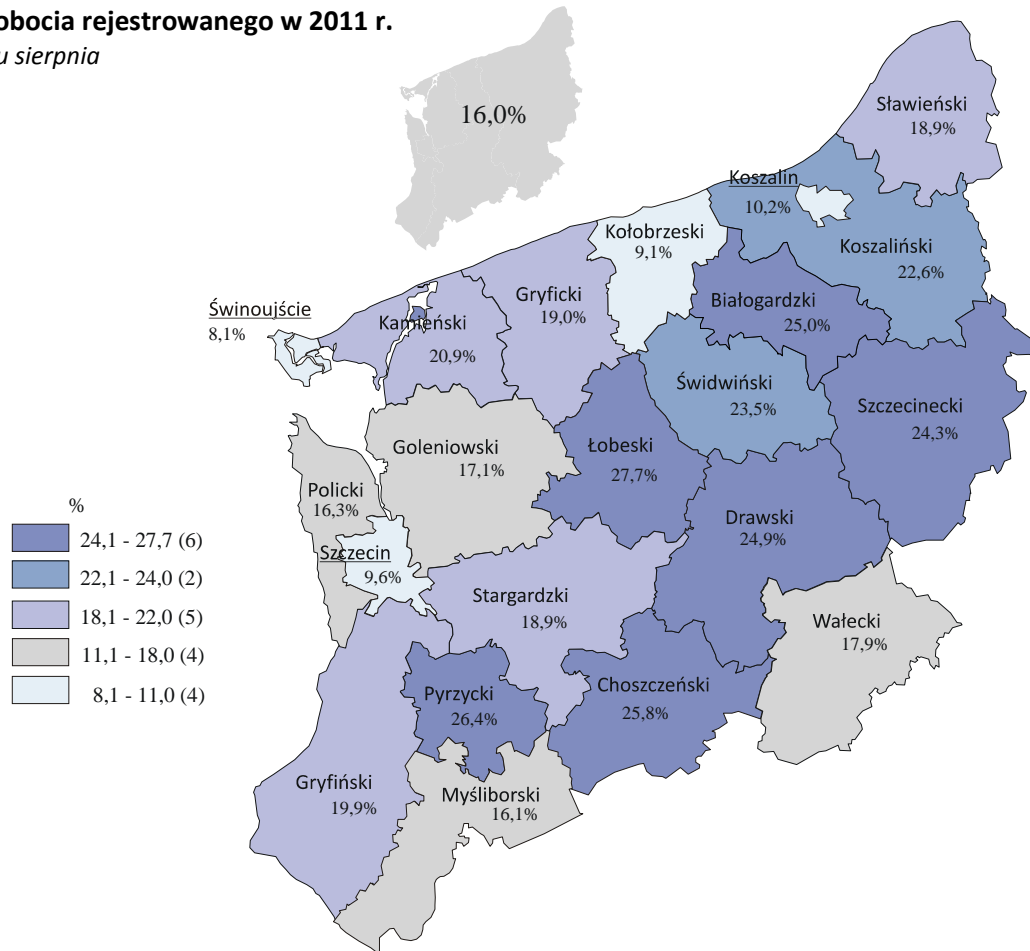 obocia rejestrowanego w 2011 r.
u sierpnia
16,0%
Sławieński
18,9%
Koszalin
10,2%
Kołobrzeski
9,1%
Koszaliński
22,6%
Gryficki
19,0%
Białogardzki
25,0%
Świnoujście
8,1%
Kamieński
20,9%
Świdwiński
23,5%
Szczecinecki
24,3%
Goleniowski
17,1%
Łobeski
27,7%
Policki
16,3%
Drawski
24,9%
Szczecin
9,6%
Stargardzki
18,9%
Wałecki
17,9%
Pyrzycki
26,4%
Choszczeński
25,8%
Gryfiński
19,9%
Myśliborski
16,1%
%
24,1 - 27,7 (6)
22,1 - 24,0 (2)
18,1 - 22,0 (5)
11,1 - 18,0 (4)
8,1 - 11,0 (4)